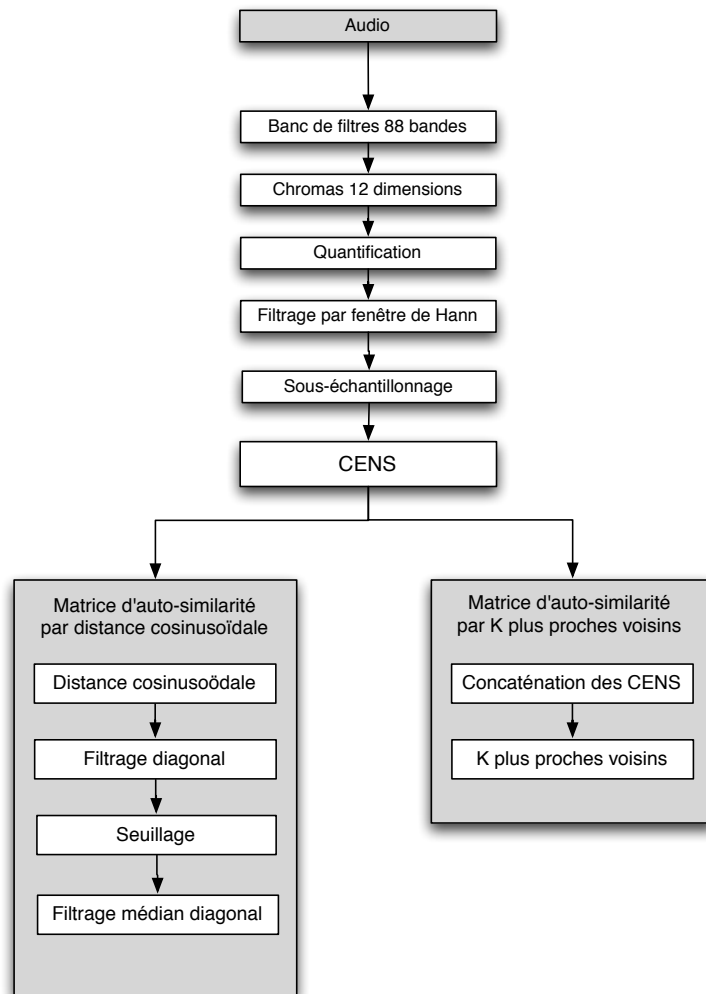 Audio
Banc de filtres 88 bandes
Chromas 12 dimensions
Quantification
Filtrage par fenêtre de Hann
Sous-échantillonnage
CENS
Matrice d'auto-similarité
par distance cosinusoïdale
Distance cosinusoödale
Filtrage diagonal
Seuillage
Filtrage médian diagonal
Matrice d'auto-similarité
par K plus proches voisins
Concaténation des CENS
K plus proches voisins